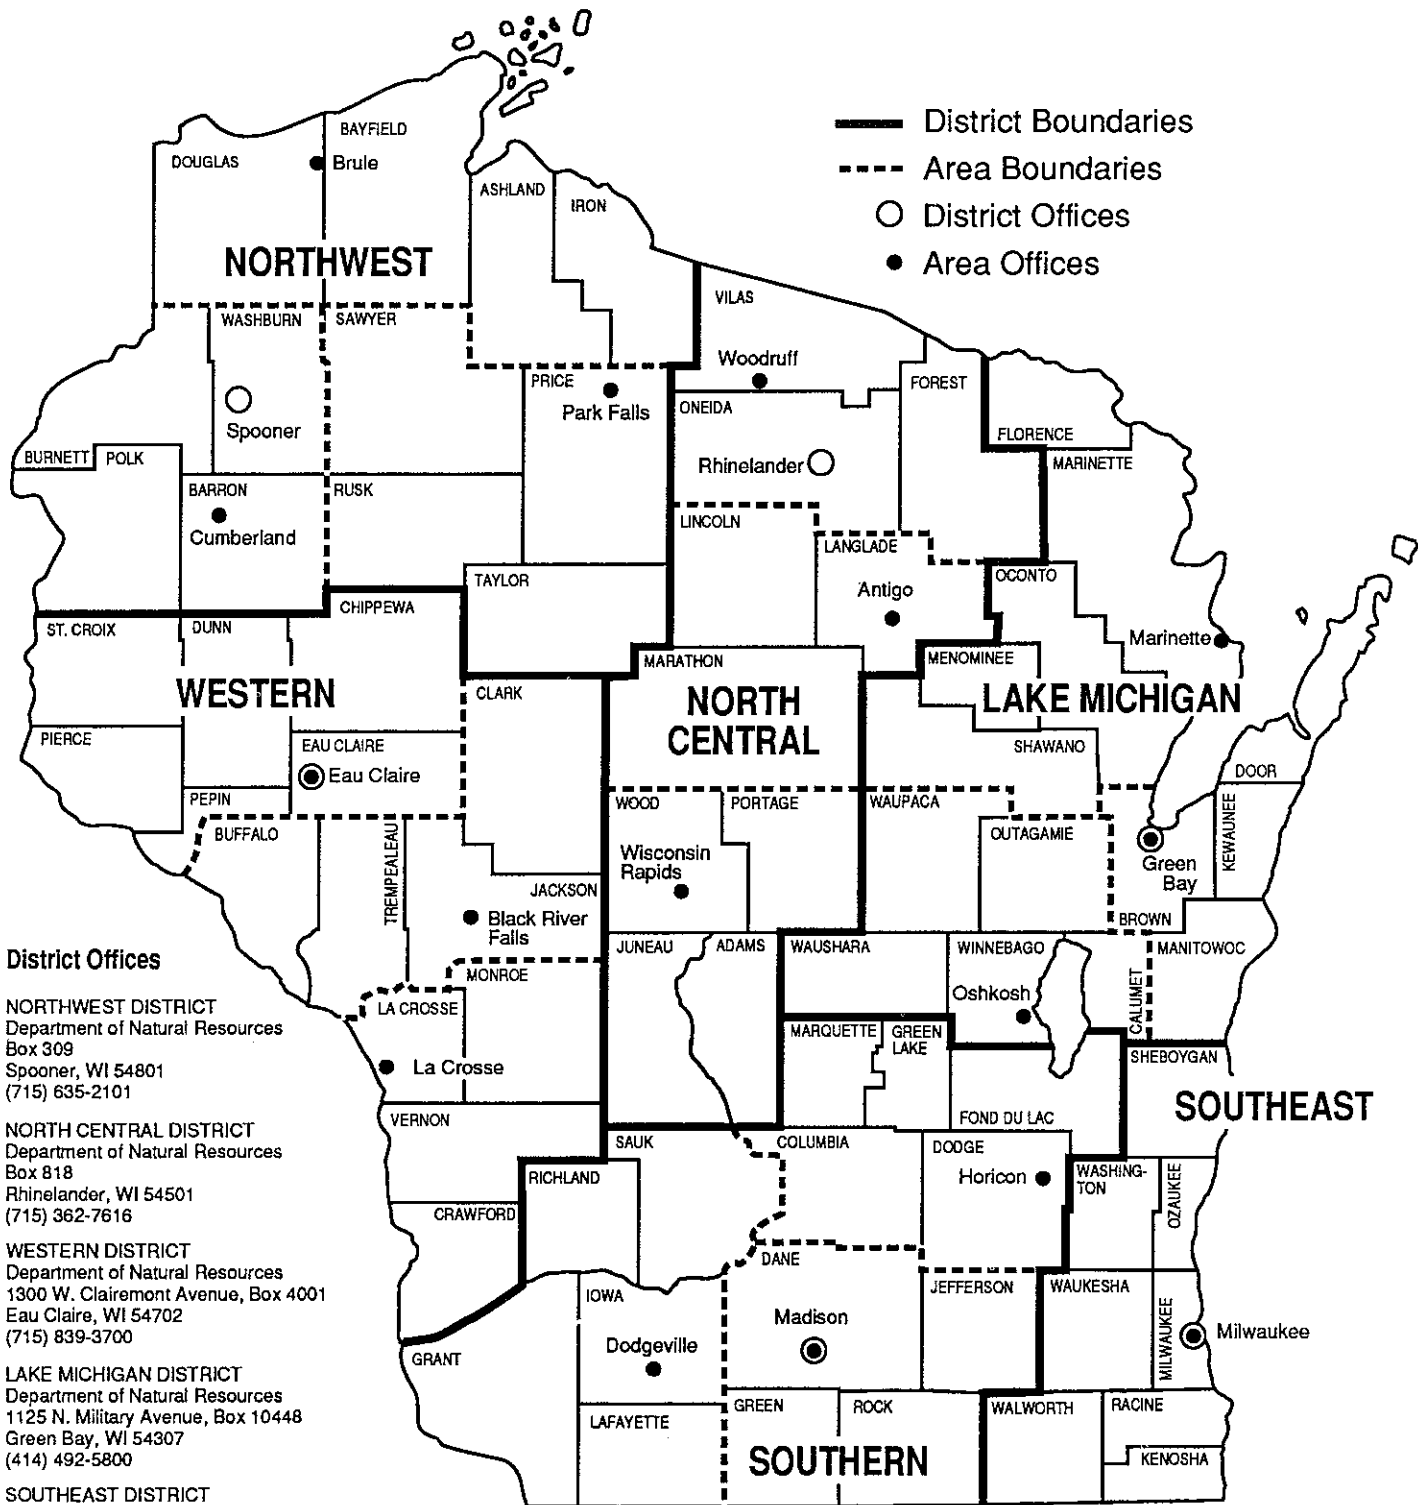 District Boundaries
Area Boundaries
District Offices
Area Offices
BAYFIELD
DOUGLAS
Brule
ASHLAND
IRON
NORTHWEST
VILAS
WASHBURN
SAWYER
Woodruff
PRICE
Park Falls
FOREST
ONEIDA
Spooner
FLORENCE
BURNETT
POLK
Rhinelander
MARINETTE
BARRON
RUSK
Cumberland
LINCOLN
LANGLADE
TAYLOR
OCONTO
Antigo
CHIPPEWA
ST. CROIX
DUNN
Marinette
MARATHON
MENOMINEE
WESTERN
CLARK
NORTH
CENTRAL
LAKE MICHIGAN
PIERCE
EAU CLAIRE
Eau Claire
SHAWANO
DOOR
PEPIN
WOOD
PORTAGE
WAUPACA
BUFFALO
TREMPEALEAU
OUTAGAMIE
KEWAUNEE
Wisconsin
Rapids
Green
Bay
JACKSON
Black River
Falls
BROWN
JUNEAU
ADAMS
WAUSHARA
WINNEBAGO
MANITOWOC
MONROE
Oshkosh
CALUMET
LA CROSSE
MARQUETTE
GREEN
LAKE
La Crosse
SHEBOYGAN
SOUTHEAST
VERNON
FOND DU LAC
SAUK
COLUMBIA
DODGE
RICHLAND
Horicon
WASHING-
TON
OZAUKEE
CRAWFORD
DANE
IOWA
JEFFERSON
WAUKESHA
Madison
MILWAUKEE
Milwaukee
Dodgeville
GRANT
GREEN
ROCK
WALWORTH
RACINE
LAFAYETTE
SOUTHERN
KENOSHA
District Offices
NORTHWEST DISTRICT
Department of Natural Resources
Box 309
Spooner, WI 54801
(715) 635-2101
NORTH CENTRAL DISTRICT
Department of Natural Resources
Box 818
Rhinelander, WI 54501
(715) 362-7616
WESTERN DISTRICT
Department of Natural Resources
1300 W. Clairemont Avenue, Box 4001
Eau Claire, WI 54702
(715) 839-3700
LAKE MICHIGAN DISTRICT
Department of Natural Resources
1125 N. Military Avenue, Box 10448
Green Bay, WI 54307
(414) 492-5800
SOUTHEAST DISTRICT